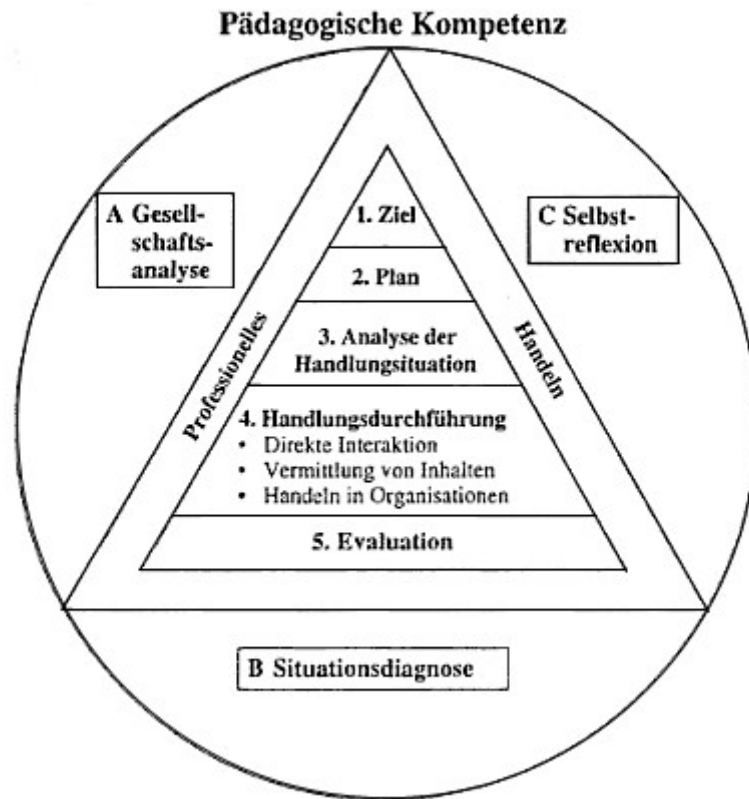 Pädagogische Kompetenz
A Gesell-
schafts-
analyse
C Selbst-
reflexion
1. Ziel
2. Plan
3. Analyse der
Handlungsituation
Professionelles
Handeln
4. Handlungsdurchführung
• Direkte Interaktion
• Vermittlung von Inhalten
• Handeln in Organisationen
5. Evaluation
B Situationsdiagnose